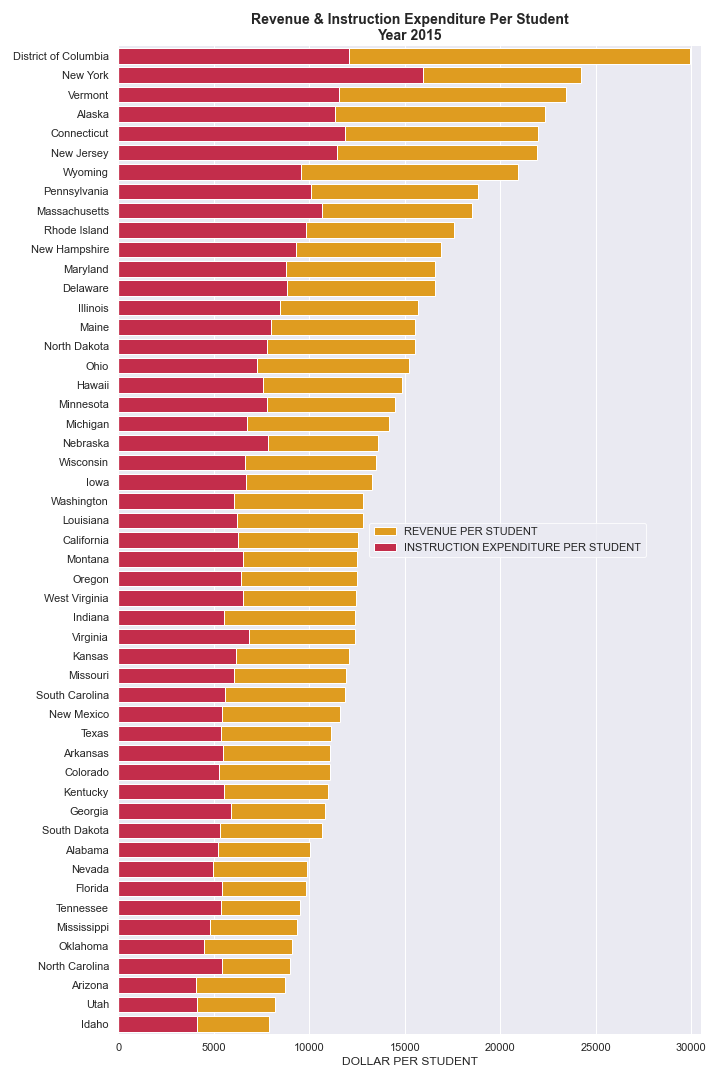 Revenue & Instruction Expenditure Per Student
Year 2015
District of Columbia
New York
Vermont
Alaska
Connecticut
New Jersey
Wyoming
Pennsylvania
Massachusetts
Rhode Island
New Hampshire
Maryland
Delaware
Illinois
Maine
North Dakota
Ohio
Hawaii
Minnesota
Michigan
Nebraska
Wisconsin
Iowa
Washington
Louisiana
California
Montana
Oregon
West Virginia
Indiana
Virginia
Kansas
Missouri
South Carolina
New Mexico
Texas
Arkansas
Colorado
Kentucky
Georgia
South Dakota
Alabama
Nevada
Florida
Tennessee
Mississippi
Oklahoma
North Carolina
Arizona
Utah
Idaho
REVENUE PER STUDENT
INSTRUCTION EXPENDITURE PER STUDENT
0 5000 10000 15000 20000 25000 30000
DOLLAR PER STUDENT